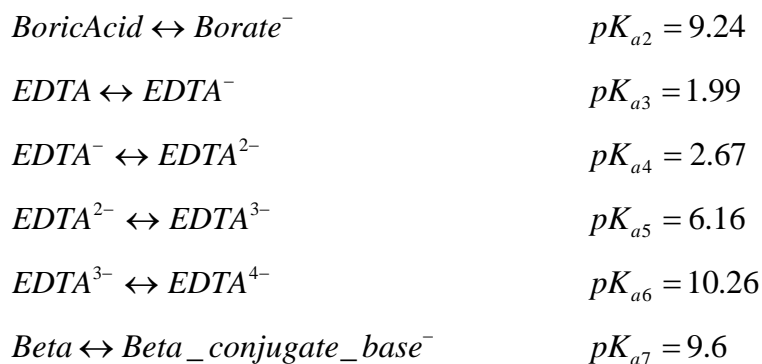 BoricAcid ↔ Borate⁻ pKₐ₂ = 9.24
EDTA ↔ EDTA⁻ pKₐ₃ = 1.99
EDTA⁻ ↔ EDTA²⁻ pKₐ₄ = 2.67
EDTA²⁻ ↔ EDTA³⁻ pKₐ₅ = 6.16
EDTA³⁻ ↔ EDTA⁴⁻ pKₐ₆ = 10.26
Beta ↔ Beta_conjugate_base⁻ pKₐ₇ = 9.6